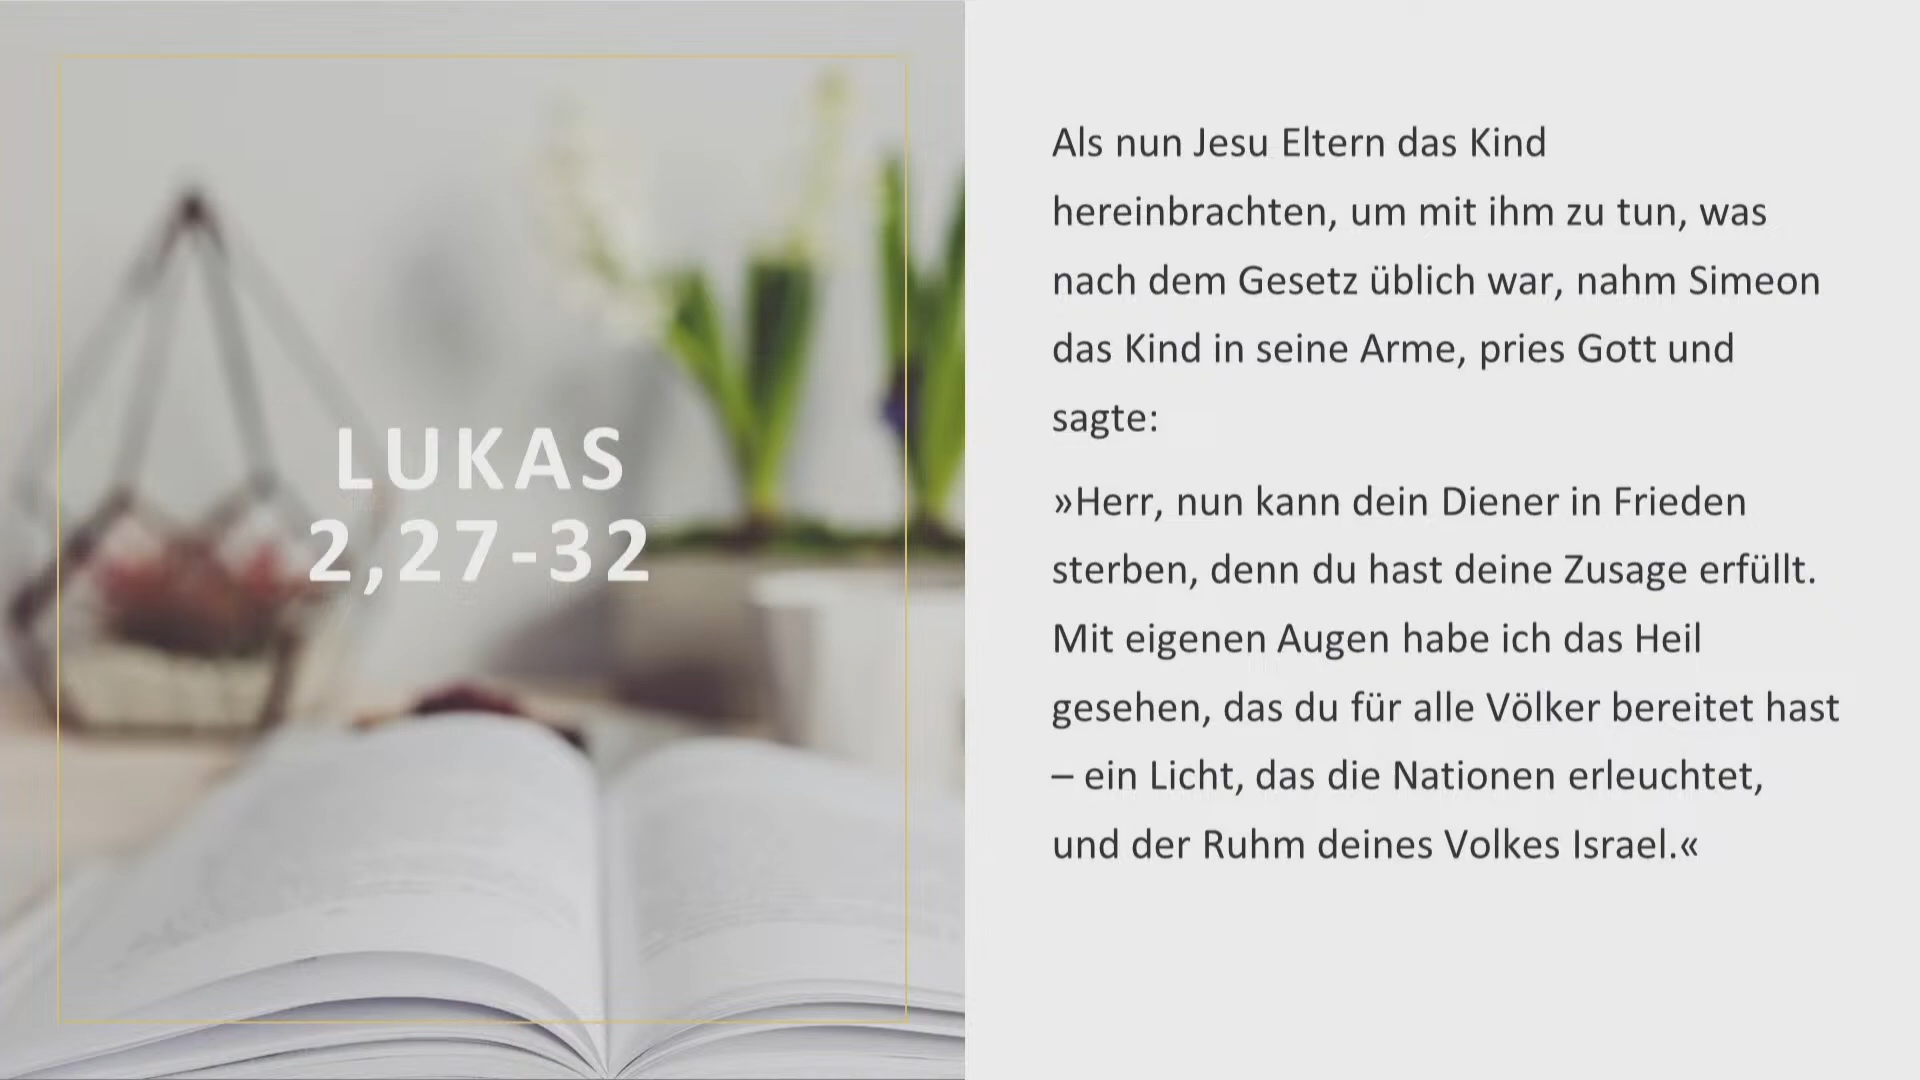 LUKAS
2,27-32
Als nun Jesu Eltern das Kind
hereinbrachten, um mit ihm zu tun, was
nach dem Gesetz üblich war, nahm Simeon
das Kind in seine Arme, pries Gott und
sagte:
»Herr, nun kann dein Diener in Frieden
sterben, denn du hast deine Zusage erfüllt.
Mit eigenen Augen habe ich das Heil
gesehen, das du für alle Völker bereitet hast
– ein Licht, das die Nationen erleuchtet,
und der Ruhm deines Volkes Israel.«